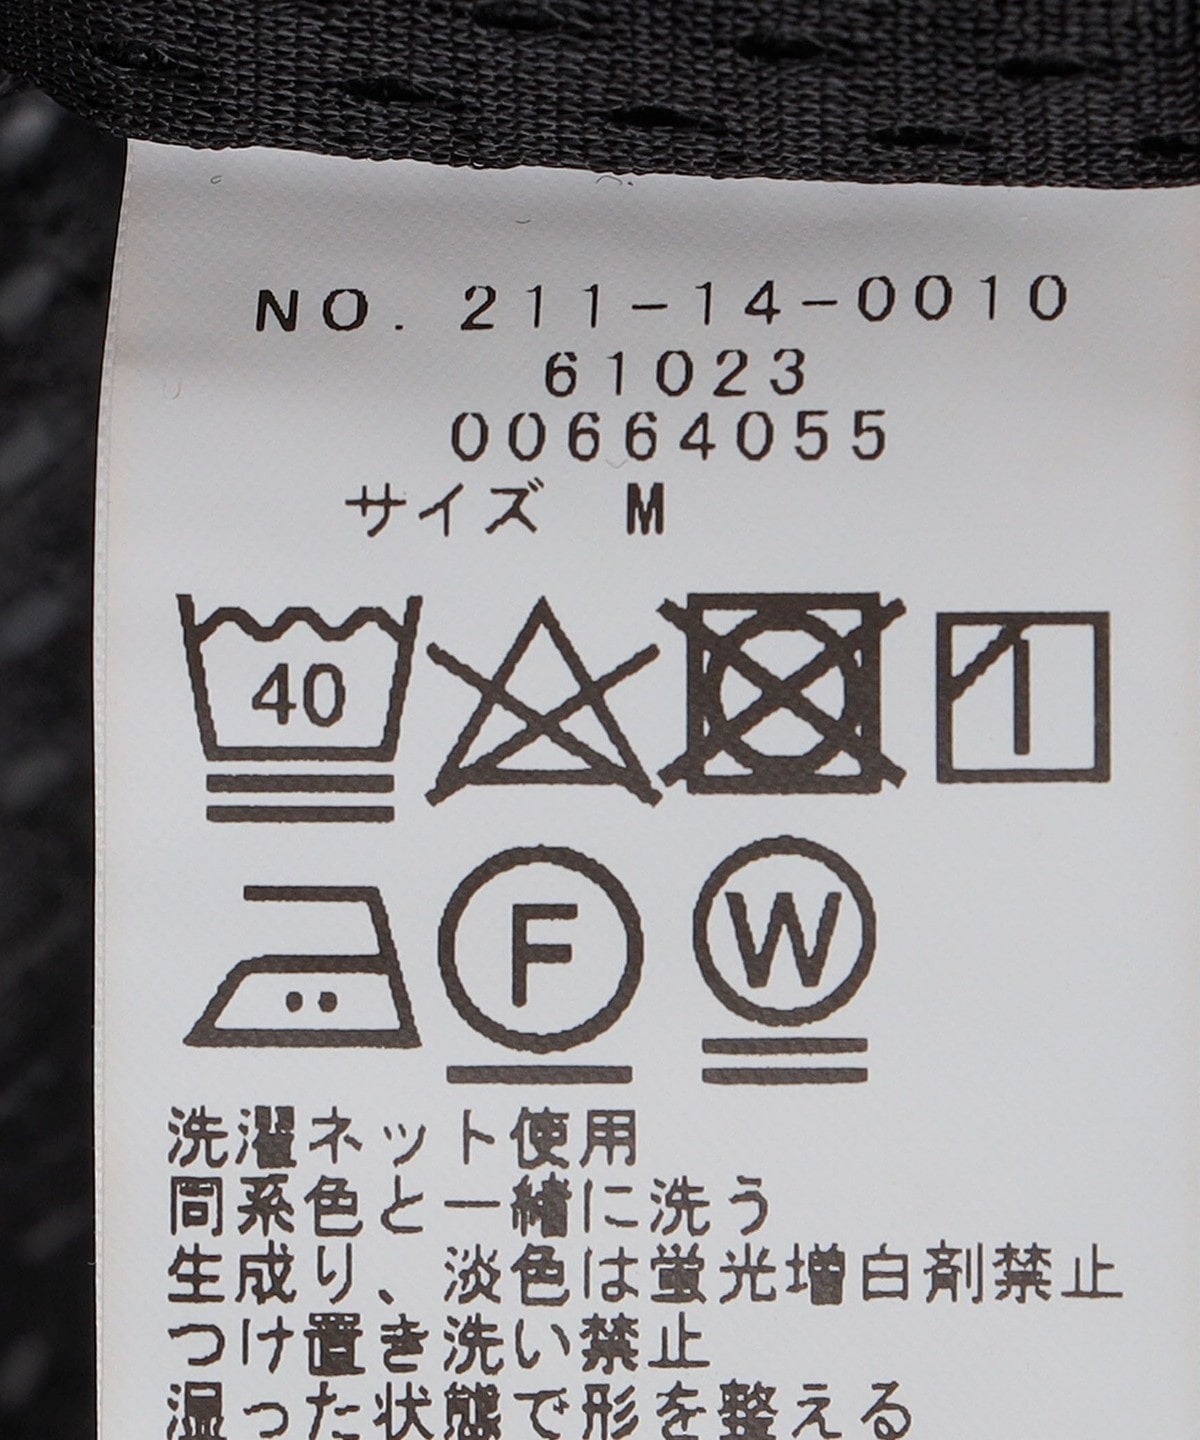 NO. 211-14-0010
61023
00664055
サイズ M
40
F
W
洗濯ネット使用
同系色と一緒に洗う
生成り、淡色は蛍光増白剤禁止
つけ置き洗い禁止
湿った状態で形を整える